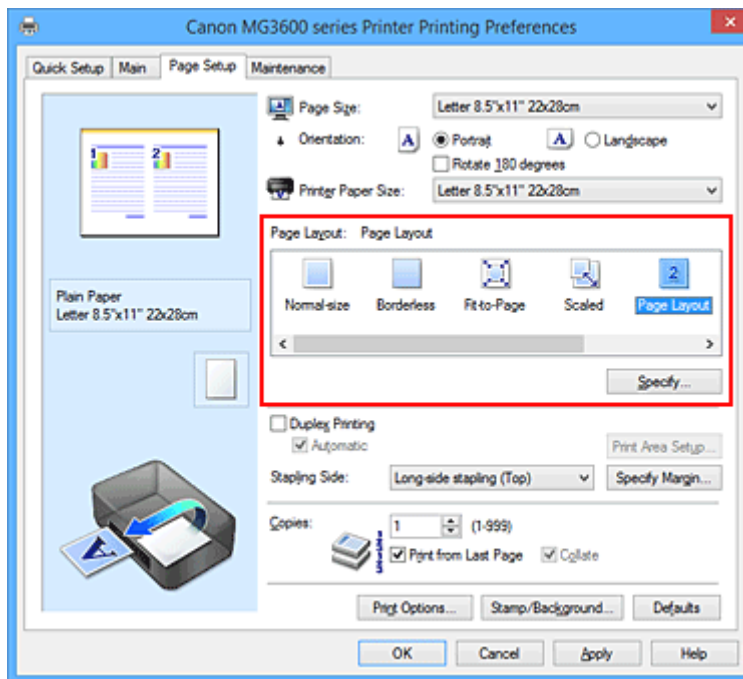 Canon MG3600 series Printer Printing Preferences
Quick Setup Main Page Setup Maintenance
Page Size: Letter 8.5"x11" 22x28cm
Orientation: A Portrait A Landscape
Rotate 180 degrees
Printer Paper Size: Letter 8.5"x11" 22x28cm
1 2
Page Layout: Page Layout
2
Normal-size Borderless Fit-to-Page Scaled Page Layout
Specify...
Plain Paper
Letter 8.5"x11" 22x28cm
Duplex Printing
Automatic Print Area Setup...
Stapling Side: Long-side stapling (Top) Specify Margin...
Copies: 1 (1-999)
Print from Last Page Collate
A
Print Options... Stamp/Background... Defaults
OK Cancel Apply Help